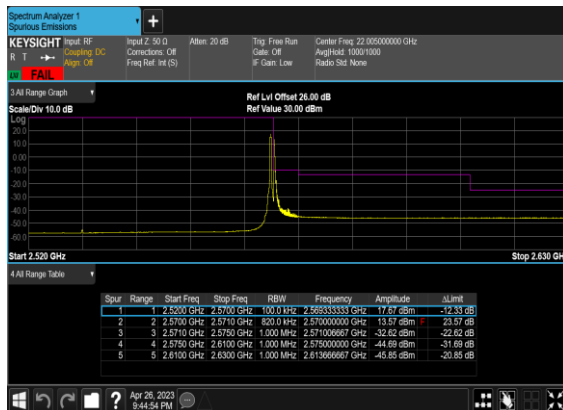 Spectrum Analyzer 1
Spurious Emissions
KEYSIGHT Input: RF Input Z: 50 Ω Atten: 20 dB Trig: Free Run Center Freq: 22.005000000 GHz
R T Coupling: DC Corrections: Off Gate: Off Avg|Hold: 1000/1000
Align: Off Freq Ref: Int (S) IF Gain: Low Radio Std: None
LW FAIL
3 All Range Graph
Ref Lvl Offset 26.00 dB
Scale/Div 10.0 dB Ref Value 30.00 dBm
Log
20.0
10.0
0.00
-10.0
-20.0
-30.0
-40.0
-50.0
-60.0
Start 2.520 GHz Stop 2.630 GH
4 All Range Table
Spur Range Start Freq Stop Freq RBW Frequency Amplitude ΔLimit
1 1 2.5200 GHz 2.5700 GHz 100.0 kHz 2.569333333 GHz 17.67 dBm -12.33 dB
2 2 2.5700 GHz 2.5710 GHz 820.0 kHz 2.570000000 GHz 13.57 dBm F 23.57 dB
3 3 2.5710 GHz 2.5750 GHz 1.000 MHz 2.571006667 GHz -32.62 dBm -22.62 dB
4 4 2.5750 GHz 2.6100 GHz 1.000 MHz 2.575000000 GHz -44.69 dBm -31.69 dB
5 5 2.6100 GHz 2.6300 GHz 1.000 MHz 2.613666667 GHz -45.85 dBm -20.85 dB
? Apr 26, 2023
9:44:54 PM